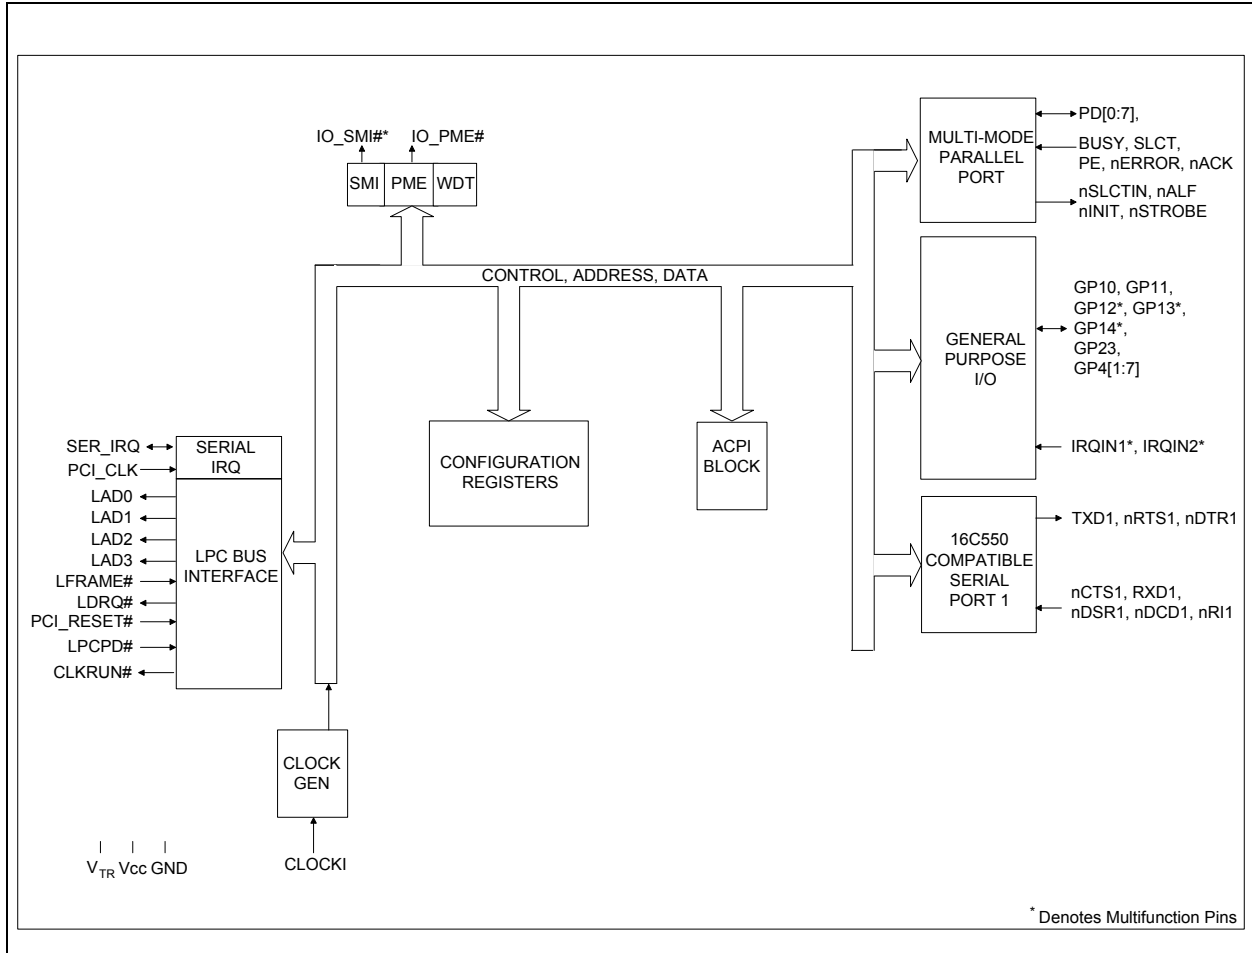 IO_SMI#* IO_PME#
SMI PME WDT
CONTROL, ADDRESS, DATA
MULTI-MODE
PARALLEL
PORT
PD[0:7],
BUSY, SLCT,
PE, nERROR, nACK
nSLCTIN, nALF
nINIT, nSTROBE
GENERAL
PURPOSE
I/O
GP10, GP11,
GP12*, GP13*,
GP14*,
GP23,
GP4[1:7]
IRQIN1*, IRQIN2*
SER_IRQ
PCI_CLK
LAD0
LAD1
LAD2
LAD3
LFRAME#
LDRQ#
PCI_RESET#
LPCPD#
CLKRUN#
SERIAL
IRQ
LPC BUS
INTERFACE
CONFIGURATION
REGISTERS
ACPI
BLOCK
16C550
COMPATIBLE
SERIAL
PORT 1
TXD1, nRTS1, nDTR1
nCTS1, RXD1,
nDSR1, nDCD1, nRI1
CLOCK
GEN
CLOCKI
VTR Vcc GND
* Denotes Multifunction Pins